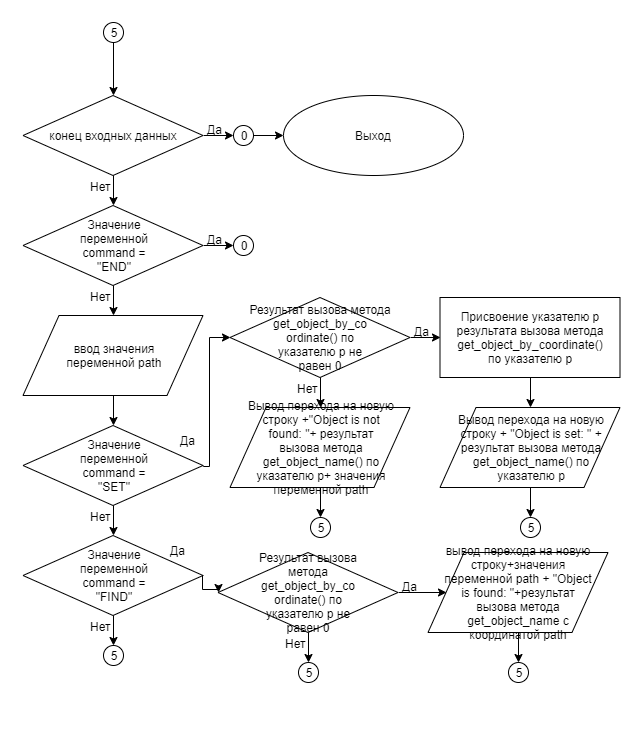 5
конец входных данных
Да
0
Выход
Нет
Значение
переменной
command =
"END"
Да
0
Нет
ввод значения
переменной path
Результат вызова метода
get_object_by_co
ordinate() по
указателю p не
равен 0
Да
Присвоение указателю p
результата вызова метода
get_object_by_coordinate()
по указателю p
Нет
Значение
переменной
command =
"SET"
Да
Вывод перехода на новую
строку +"Object is not
found: "+ результат
вызова метода
get_object_name() по
указателю p+ значения
переменной path
Вывод перехода на новую
строку + "Object is set: " +
результат вызова метода
get_object_name() по
указателю p
Нет
5
5
Значение
переменной
command =
"FIND"
Да
Результат вызова
метода
get_object_by_co
ordinate() по
указателю p не
равен 0
Да
вывод перехода на новую
строку+значения
переменной path + "Object
is found: "+результат
вызова метода
get_object_name с
координатой path
Нет
5
Нет
5
5